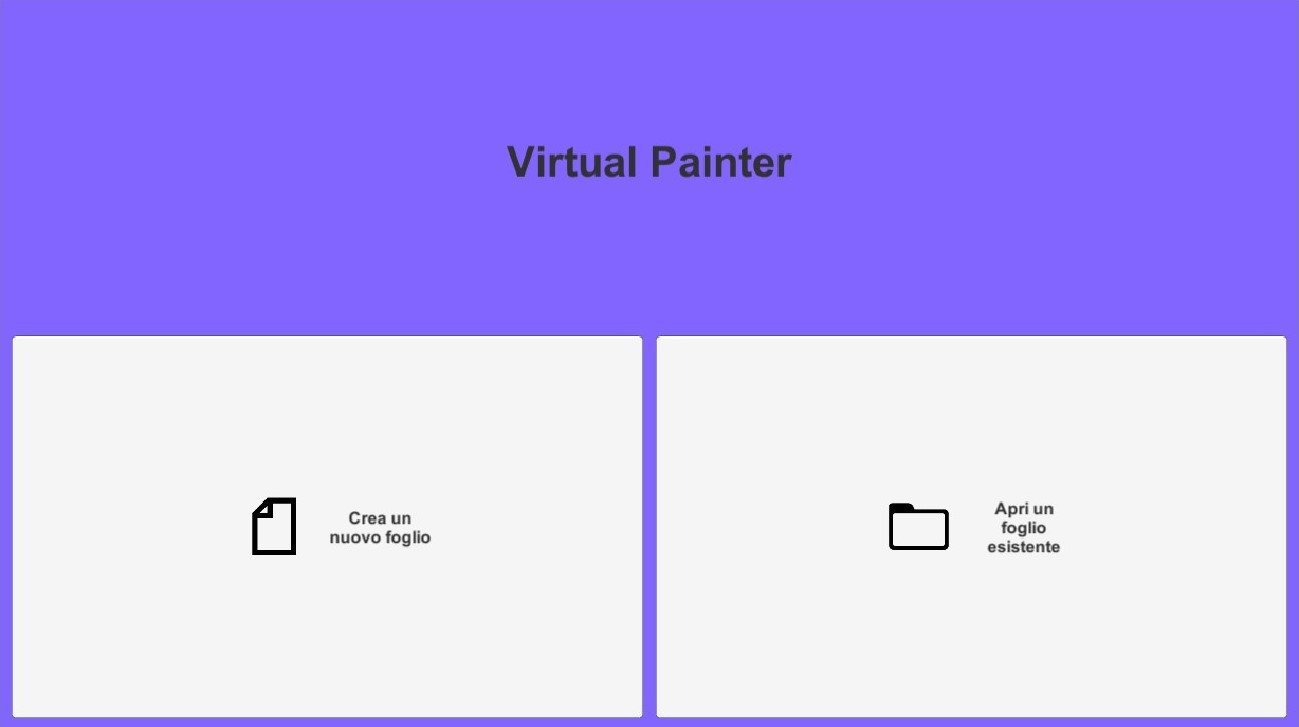 Virtual Painter
Crea un
nuovo foglio
Apri un
foglio
esistente